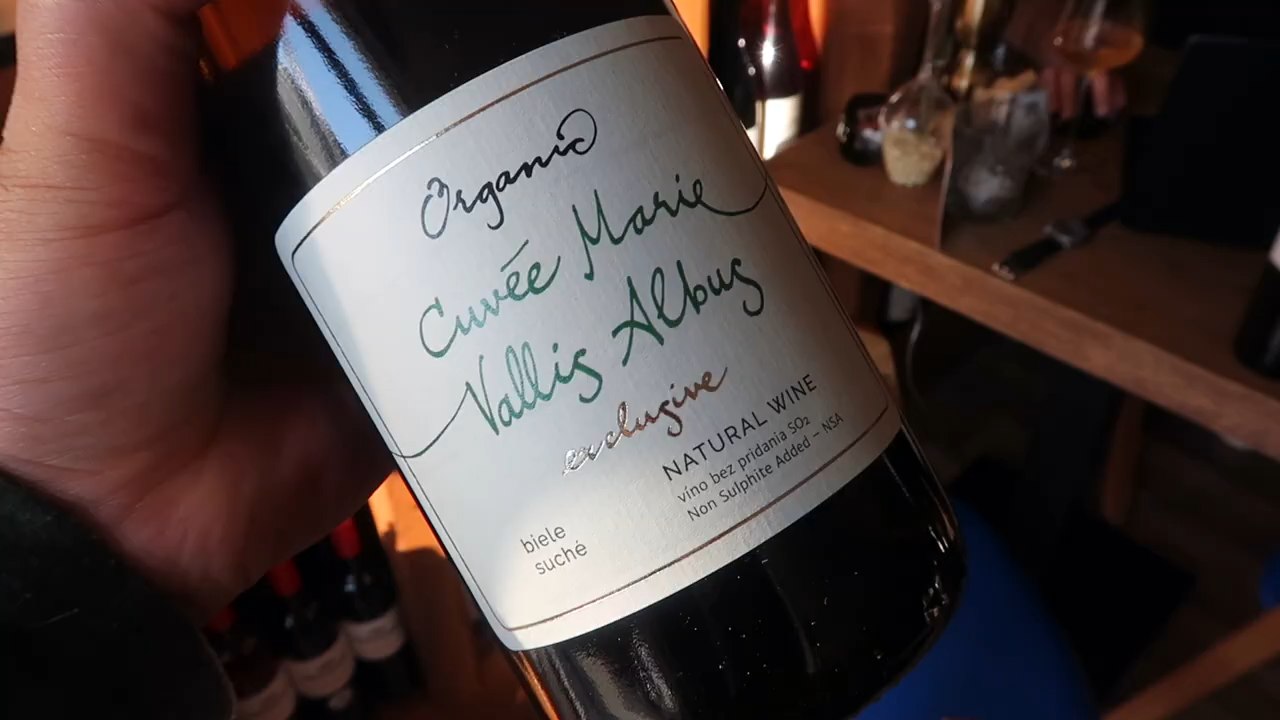 Organic
Cuvée Marie
Vallis Albus
exclusive
NATURAL WINE
víno bez pridania SO₂
Non Sulphite Added – NSA
biele
suché